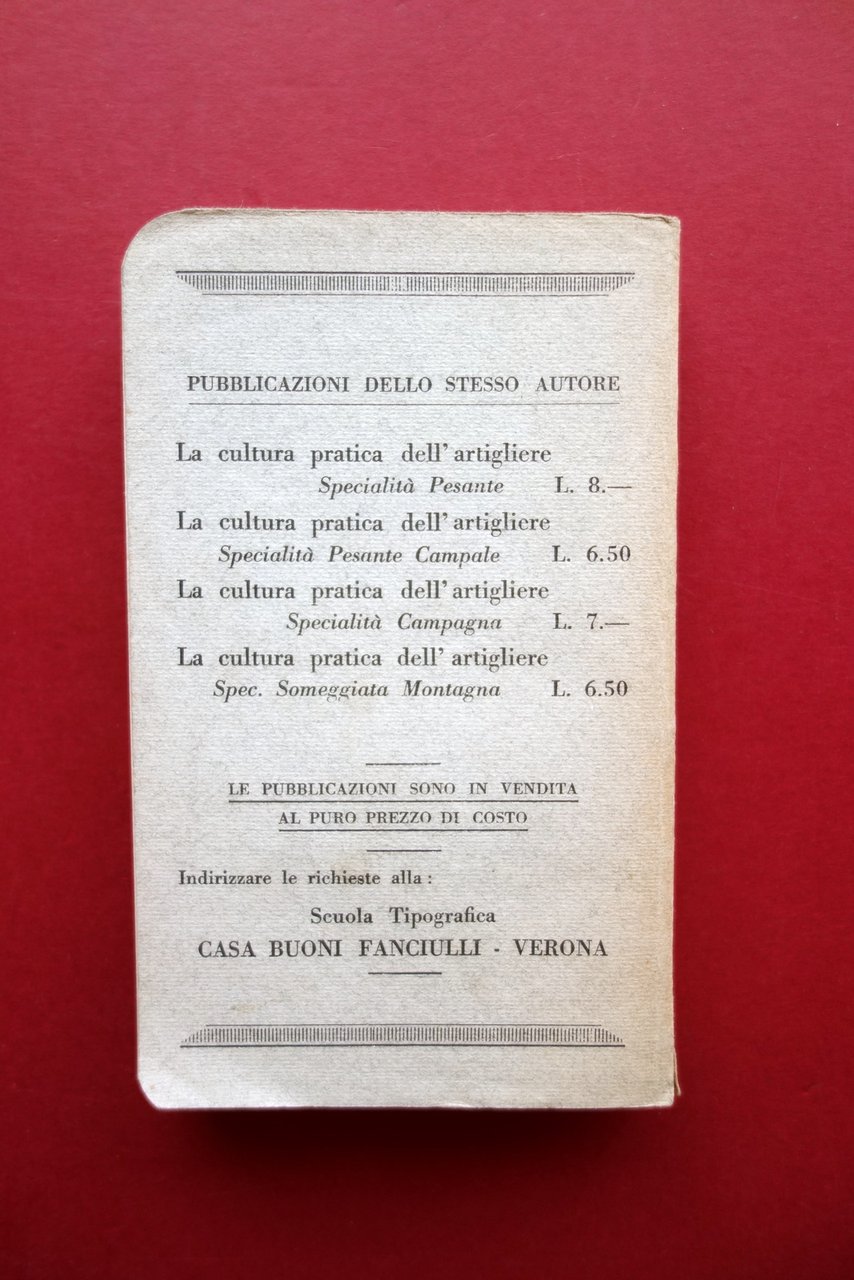 PUBBLICAZIONI DELLO STESSO AUTORE
La cultura pratica dell'artigliere
Specialità Pesante L. 8.—
La cultura pratica dell'artigliere
Specialità Pesante Campale L. 6.50
La cultura pratica dell'artigliere
Specialità Campagna L. 7.—
La cultura pratica dell'artigliere
Spec. Someggiata Montagna L. 6.50
LE PUBBLICAZIONI SONO IN VENDITA
AL PURO PREZZO DI COSTO
Indirizzare le richieste alla :
Scuola Tipografica
CASA BUONI FANCIULLI - VERONA